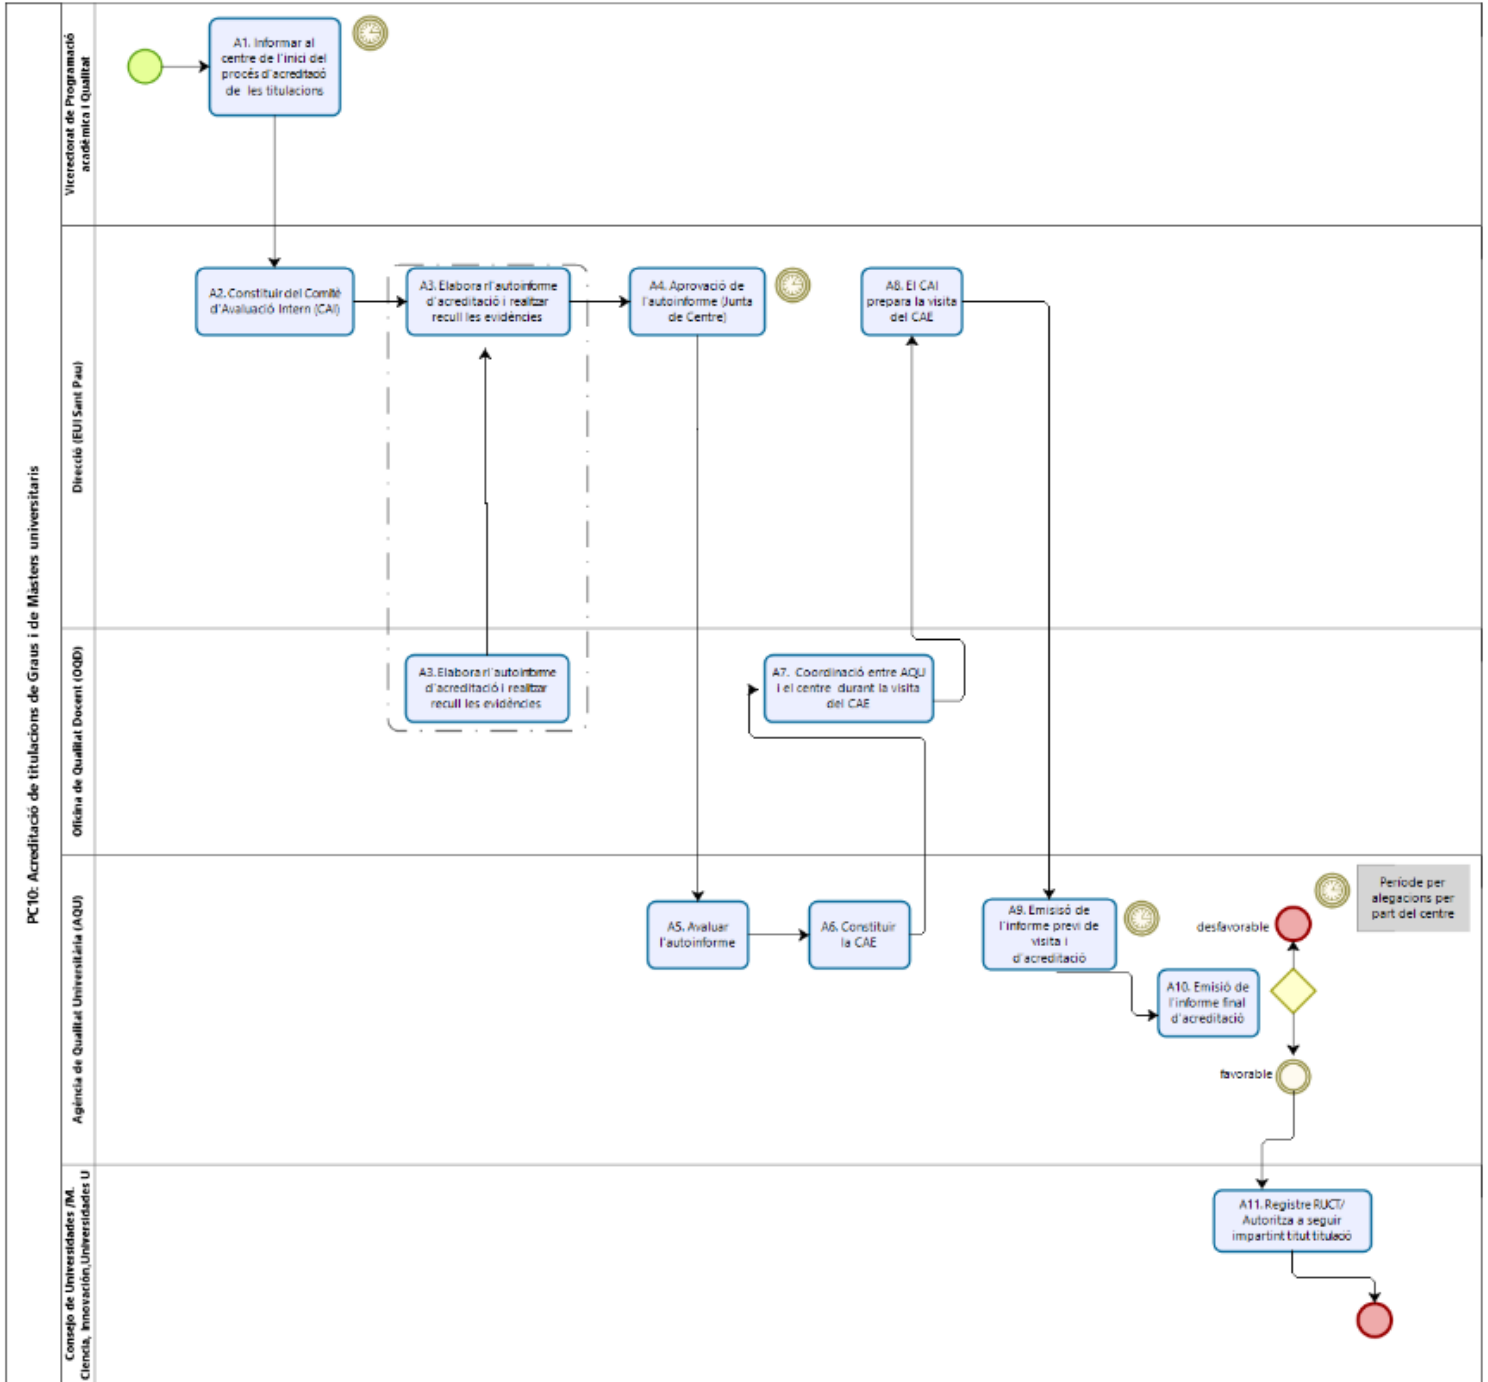 PC10: Acreditació de titulacions de Graus i de Màsters universitaris
Vicerectorat de Programació
acadèmica i Qualitat
A1. Informar al
centre de l'inici del
procés d'acreditació
de les titulacions
Direcció (EUI Sant Pau)
A2. Constituir del Comitè
d'Avaluació Intern (CAI)
A3. Elaborar l'autoinforme
d'acreditació i realitzar
recull les evidències
A4. Aprovació de
l'autoinforme (Junta
de Centre)
A8. El CAI
prepara la visita
del CAE
Oficina de Qualitat Docent (OQD)
A3. Elaborar l'autoinforme
d'acreditació i realitzar
recull les evidències
A7. Coordinació entre AQU
i el centre durant la visita
del CAE
Agència de Qualitat Universitària (AQU)
A5. Avaluar
l'autoinforme
A6. Constituir
la CAE
A9. Emisisó de
l'informe previ de
visita i
d'acreditació
A10. Emisió de
l'informe final
d'acreditació
desfavorable
favorable
Període per
alegacions per
part del centre
Consejo de Universidades /M.
Ciencia, Innovación,Universidades U
A11. Registre RUCT/
Autoritza a seguir
impartint titut titulació